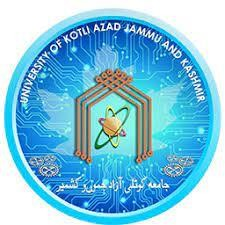 UNIVERSITY OF KOTLI AZAD JAMMU AND KASHMIR
جامعہ کوٹلی آزاد جموں و کشمیر